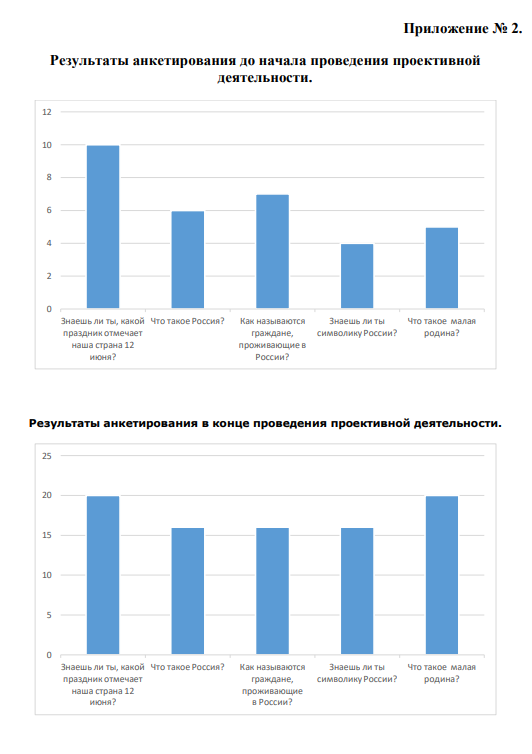 Приложение № 2.
Результаты анкетирования до начала проведения проективной
деятельности.
12
10
8
6
4
2
0
Знаешь ли ты, какой
праздник отмечает
наша страна 12
июня?
Что такое Россия?
Как называются
граждане,
проживающие в
России?
Знаешь ли ты
символику России?
Что такое малая
родина?
Результаты анкетирования в конце проведения проективной деятельности.
25
20
15
10
5
0
Знаешь ли ты, какой
праздник отмечает
наша страна 12
июня?
Что такое Россия?
Как называются
граждане,
проживающие
в России?
Знаешь ли ты
символику России?
Что такое малая
родина?